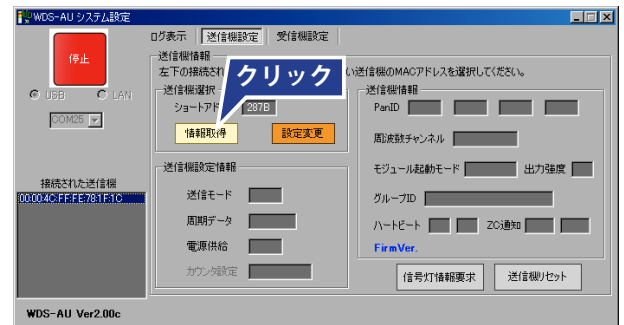 WDS-AU システム設定
停止
USB
LAN
COM25
接続された送信機
00:00:4C:FF:FE:78:1F:1C
WDS-AU Ver2.00c
ログ表示
送信機設定
受信機設定
送信機情報
左下の接続され
い送信機のMACアドレスを選択してください。
クリック
送信機選択
ショートアド
287B
情報取得
設定変更
送信機設定情報
送信モード
周期データ
電源供給
カウンタ設定
送信機情報
PanID
周波数チャンネル
モジュール起動モード
出力強度
グループID
ハートビート
ZC通知
FirmVer.
信号灯情報要求
送信機リセット